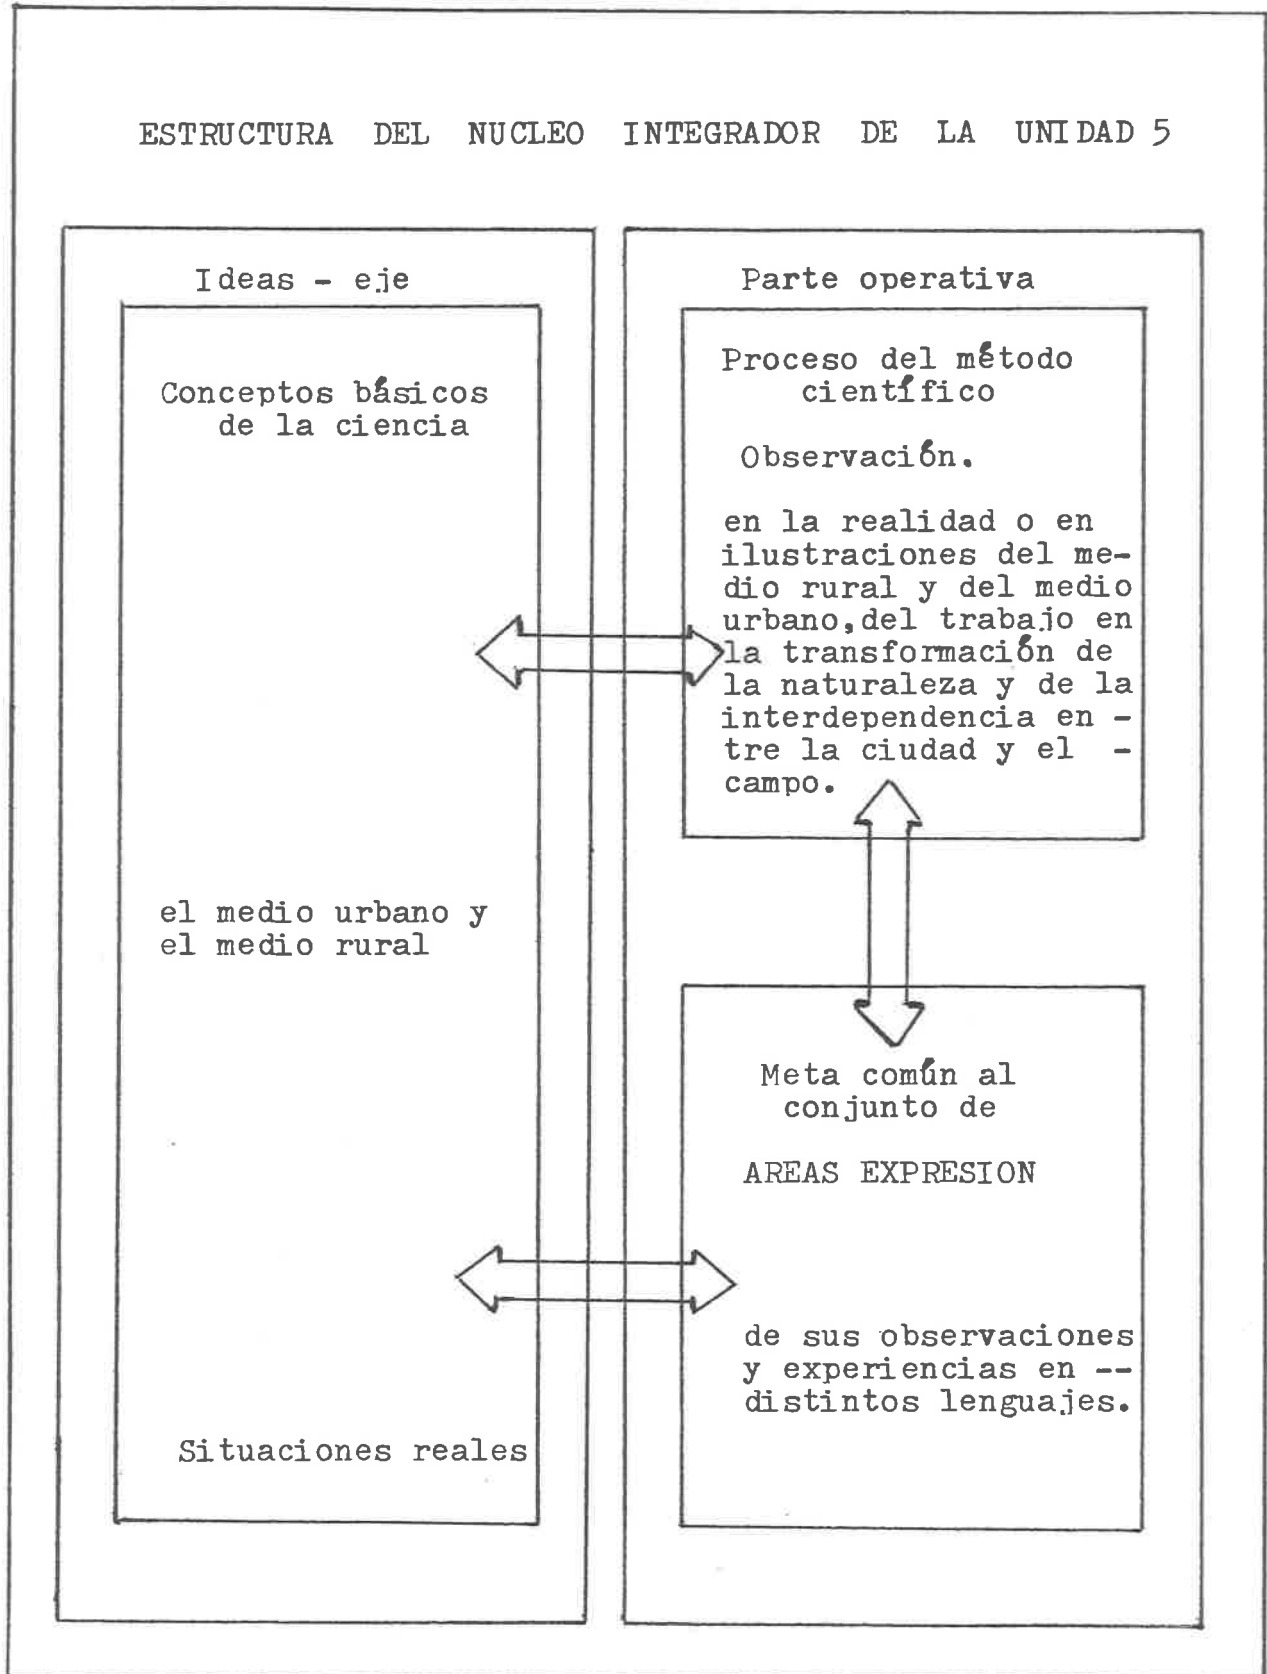 ESTRUCTURA DEL NUCLEO INTEGRADOR DE LA UNIDAD 5
Ideas - eje
Conceptos básicos
de la ciencia
el medio urbano y
el medio rural
Situaciones reales
Parte operativa
Proceso del método
científico
Observación.
en la realidad o en
ilustraciones del me-
dio rural y del medio
urbano, del trabajo en
la transformación de
la naturaleza y de la
interdependencia en -
tre la ciudad y el -
campo.
Meta común al
conjunto de
AREAS EXPRESION
de sus observaciones
y experiencias en --
distintos lenguajes.